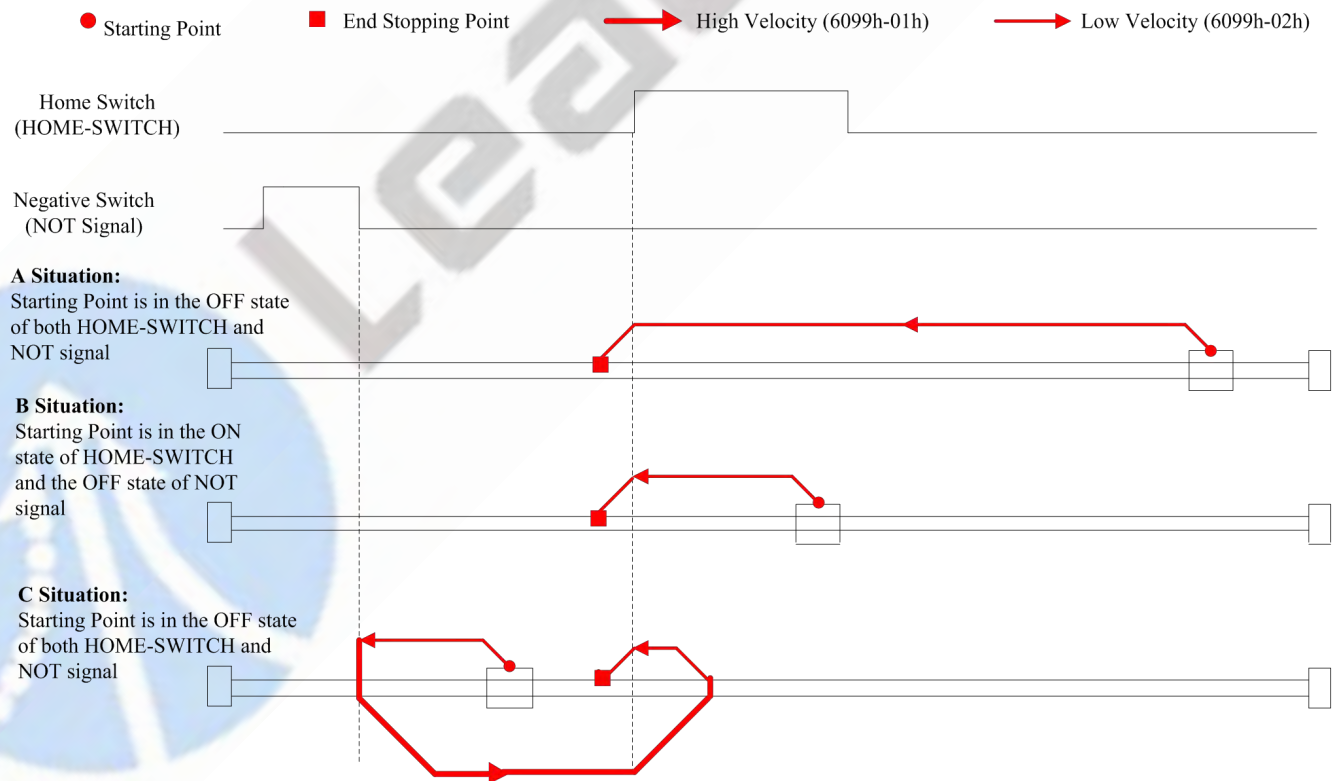 Starting Point
End Stopping Point
High Velocity (6099h-01h)
Low Velocity (6099h-02h)
Home Switch
(HOME-SWITCH)
Negative Switch
(NOT Signal)
A Situation:
Starting Point is in the OFF state
of both HOME-SWITCH and
NOT signal
B Situation:
Starting Point is in the ON
state of HOME-SWITCH
and the OFF state of NOT
signal
C Situation:
Starting Point is in the OFF state
of both HOME-SWITCH and
NOT signal